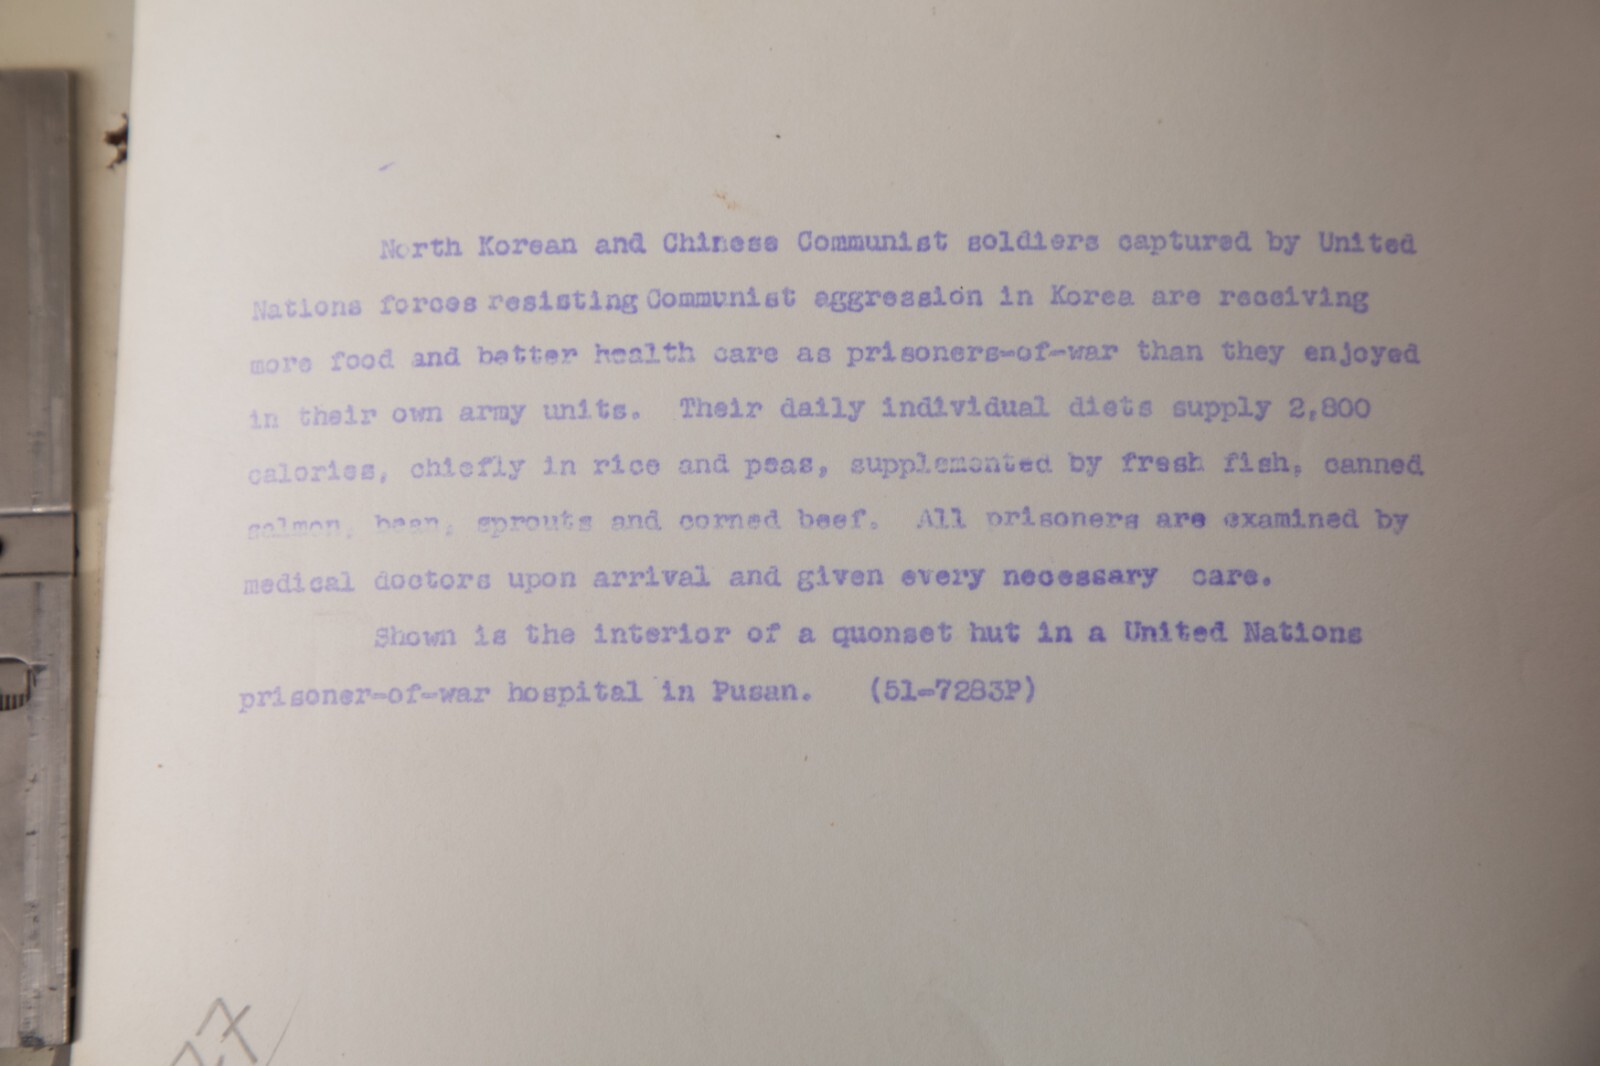 North Korean and Chinese Communist soldiers captured by United
Nations forces resisting Communist aggression in Korea are receiving
more food and better health care as prisoners-of-war than they enjoyed
in their own army units. Their daily individual diets supply 2,800
calories, chiefly in rice and peas, supplemented by fresh fish, canned
salmon, bean, sprouts and corned beef. All prisoners are examined by
medical doctors upon arrival and given every necessary care.
Shown is the interior of a quonset hut in a United Nations
prisoner-of-war hospital in Pusan. (51-7283P)